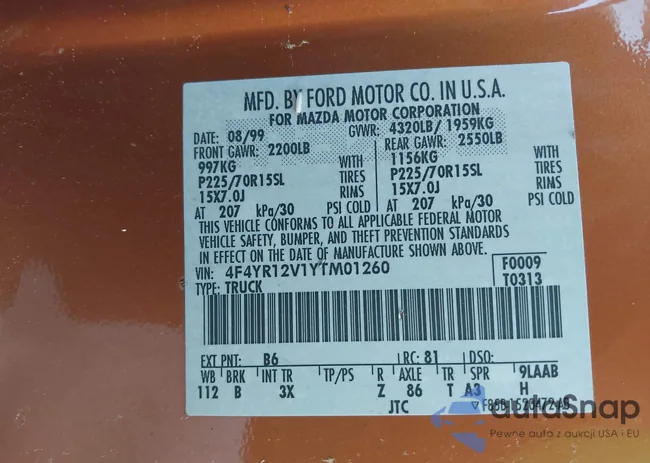 MFD. BY FORD MOTOR CO. IN U.S.A.
FOR MAZDA MOTOR CORPORATION
DATE: 08/99 GVWR: 4320LB/ 1959KG
FRONT GAWR: 2200LB REAR GAWR: 2550LB
997KG WITH 1156KG WITH
P225/70R15SL TIRES P225/70R15SL TIRES
15X7.0J RIMS 15X7.0J RIMS
AT 207 kPa/30 PSI COLD AT 207 kPa/30 PSI COLD
THIS VEHICLE CONFORMS TO ALL APPLICABLE FEDERAL MOTOR
VEHICLE SAFETY, BUMPER, AND THEFT PREVENTION STANDARDS
IN EFFECT ON THE DATE OF MANUFACTURE SHOWN ABOVE.
VIN: 4F4YR12V1YTM01260 F0009
TYPE: TRUCK T0313
EXT PNT: B6 RC: 81 DSO:
WB BRK INT TR TP/PS R AXLE TR SPR 9LAAB
112 B 3X Z 86 T A3 H
JTC
autoSnap
Pewne auta z aukcji USA i EU